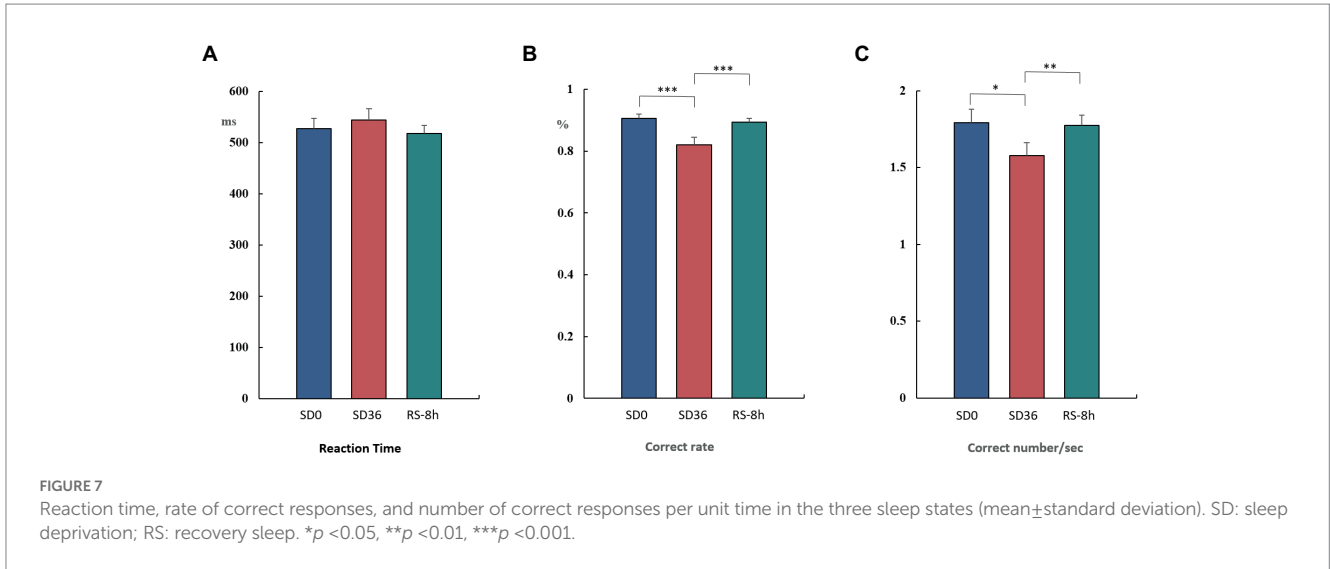 A
B
C
600
ms
500
400
300
200
100
0
SD0 SD36 RS-8h
Reaction Time
***
***
1
%
0.8
0.6
0.4
0.2
0
SD0 SD36 RS-8h
Correct rate
**
*
2
1.5
1
0.5
0
SD0 SD36 RS-8h
Correct number/sec
FIGURE 7
Reaction time, rate of correct responses, and number of correct responses per unit time in the three sleep states (mean±standard deviation). SD: sleep
deprivation; RS: recovery sleep. *p <0.05, **p <0.01, ***p <0.001.